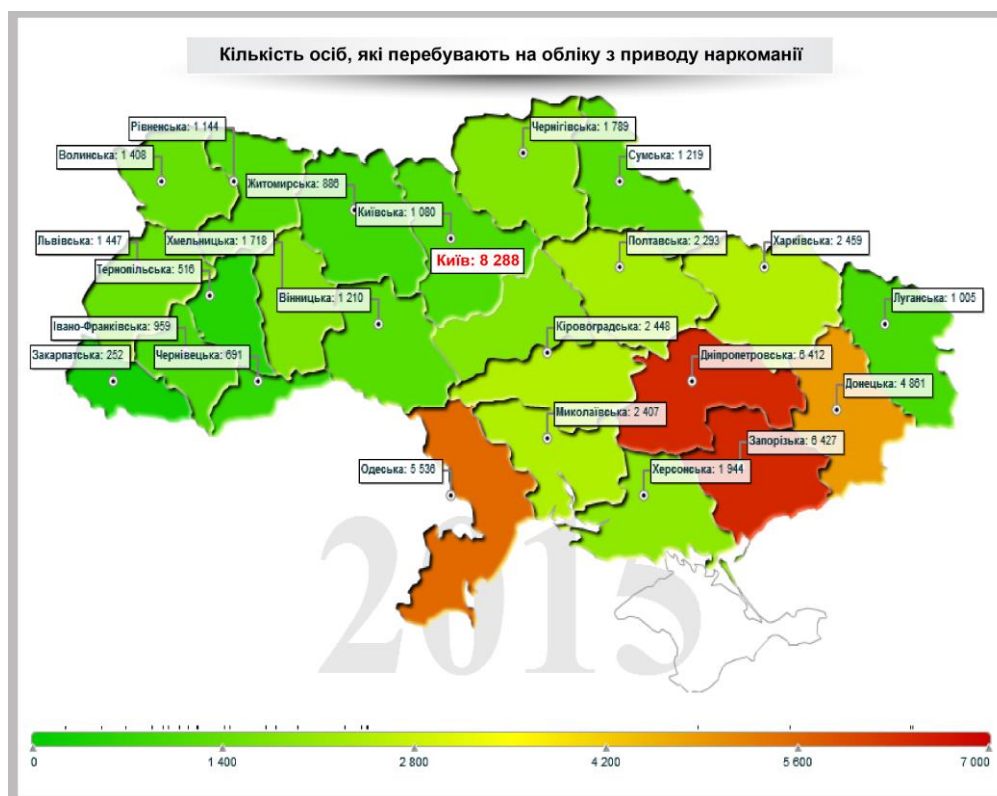 Кількість осіб, які перебувають на обліку з приводу наркоманії
Рівненська: 1 144
Чернігівська: 1 789
Волинська: 1 408
Сумська: 1 219
Житомирська: 886
Київська: 1 080
Львівська: 1 447
Хмельницька: 1 718
Полтавська: 2 293
Харківська: 2 459
Київ: 8 288
Тернопільська: 516
Вінницька: 1 210
Луганська: 1 005
Івано-Франківська: 959
Кіровоградська: 2 448
Закарпатська: 252
Чернівецька: 691
Дніпропетровська: 6 412
Донецька: 4 861
Миколаївська: 2 407
Запорізька: 6 427
Одеська: 5 536
Херсонська: 1 944
2015
0 1 400 2 800 4 200 5 600 7 000